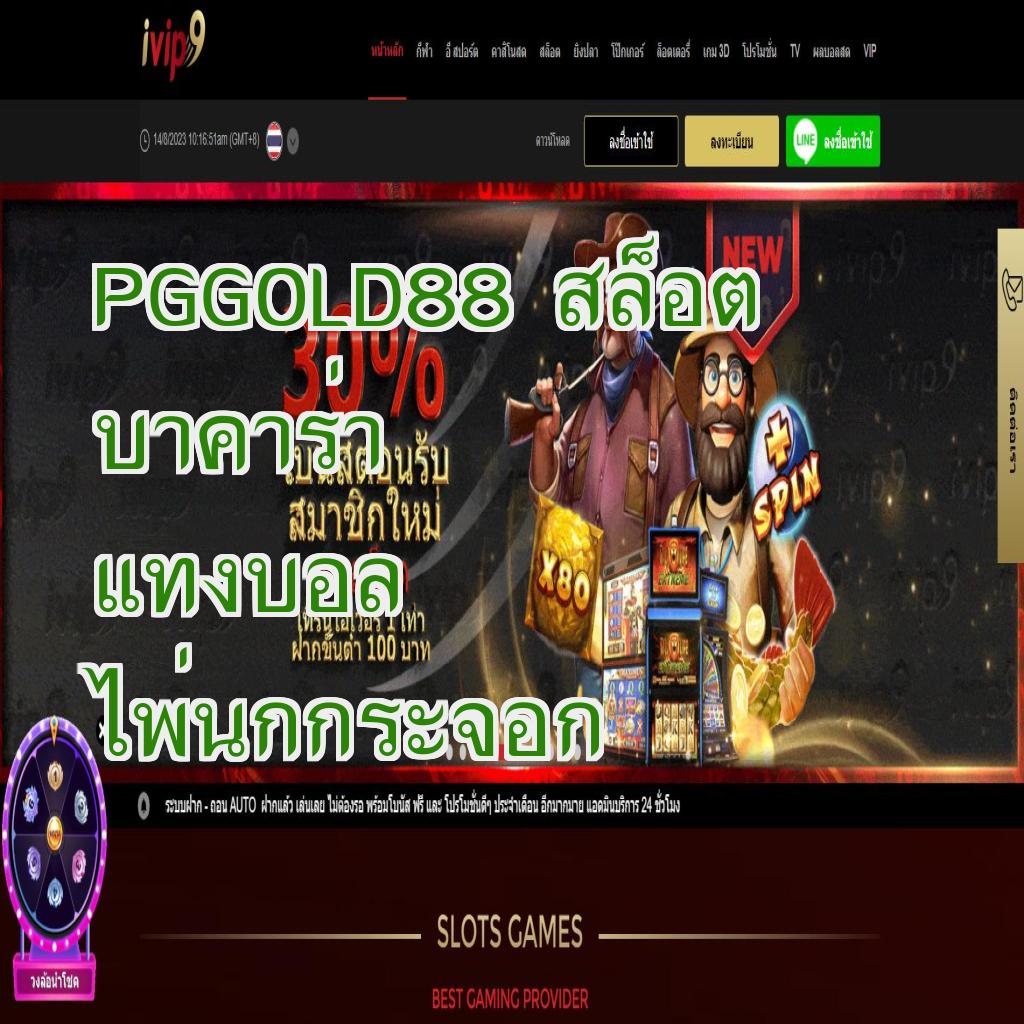 ivip9
หน้าหลัก กีฬา อี สปอร์ต คาสิโนสด สล็อต ยิงปลา โป๊กเกอร์ ล็อตเตอรี่ เกม 3D โปรโมชั่น TV ผลบอลสด VIP
14/8/2023 10:16:51am (GMT+8)
ดาวน์โหลด ลงชื่อเข้าใช้ ลงทะเบียน LINE ลงชื่อเข้าใช้
NEW
PGGOLD88 สล็อต
30%
บาคาร่า
สมาชิกใหม่
+ SPIN
X80
EXTREME
แทงบอล
ฝากขั้นต่ำ 100 บาท
ไพ่นกกระจอก
ติดต่อเรา
ระบบฝาก - ถอน AUTO ฝากแล้ว เล่นเลย ไม่ต้องรอ พร้อมโบนัส ฟรี และ โปรโมชั่นดีๆ ประจำเดือน อีกมากมาย แอดมินบริการ 24 ชั่วโมง
วงล้อนำโชค
SLOTS GAMES
BEST GAMING PROVIDER